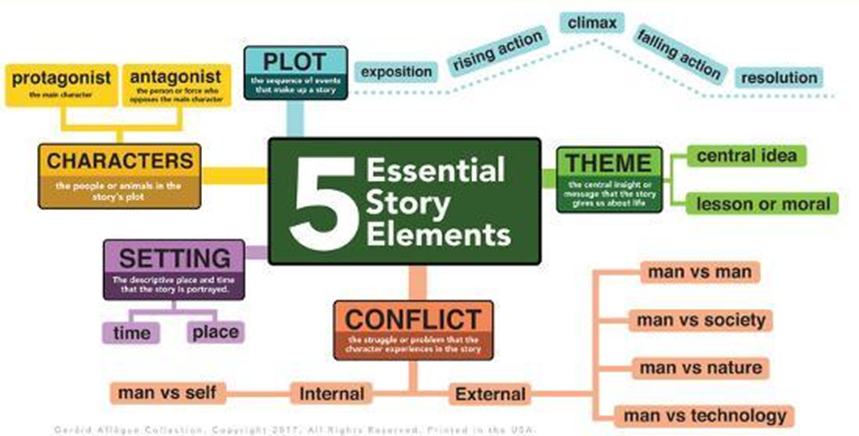 climax
rising action
falling action
exposition
resolution
PLOT
the sequence of events
that make up a story
protagonist
the main character
antagonist
the person or force who
opposes the main character
CHARACTERS
the people or animals in the
story's plot
5 Essential
Story
Elements
THEME
the central insight or
message that the story
gives us about life
central idea
lesson or moral
SETTING
The descriptive place and time
that the story is portrayed.
time
place
CONFLICT
the struggle or problem that the
character experiences in the story
man vs self
Internal
External
man vs man
man vs society
man vs nature
man vs technology
Collection. Copyright 2017. All Rights Reserved. Printed in the USA.